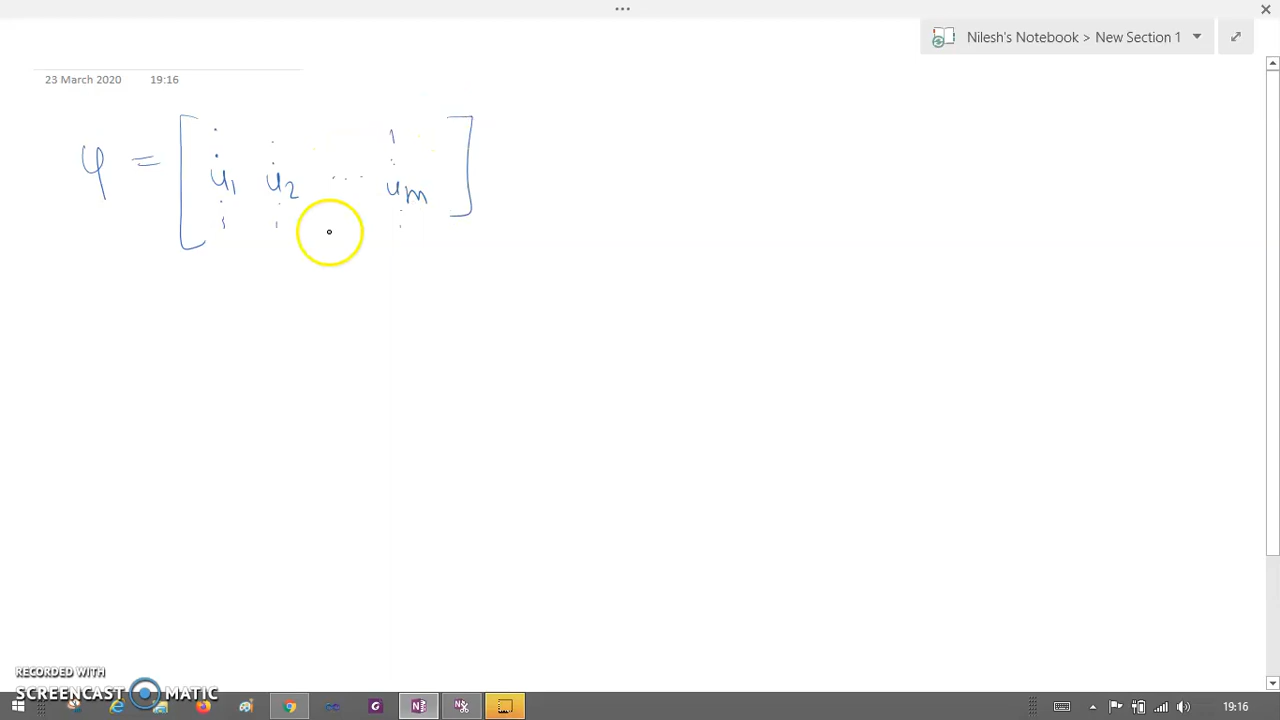 ...
Nilesh's Notebook > New Section 1
23 March 2020 19:16
φ = [ u1 u2 ... um ]
RECORDED WITH
SCREENCAST MATIC
19:16